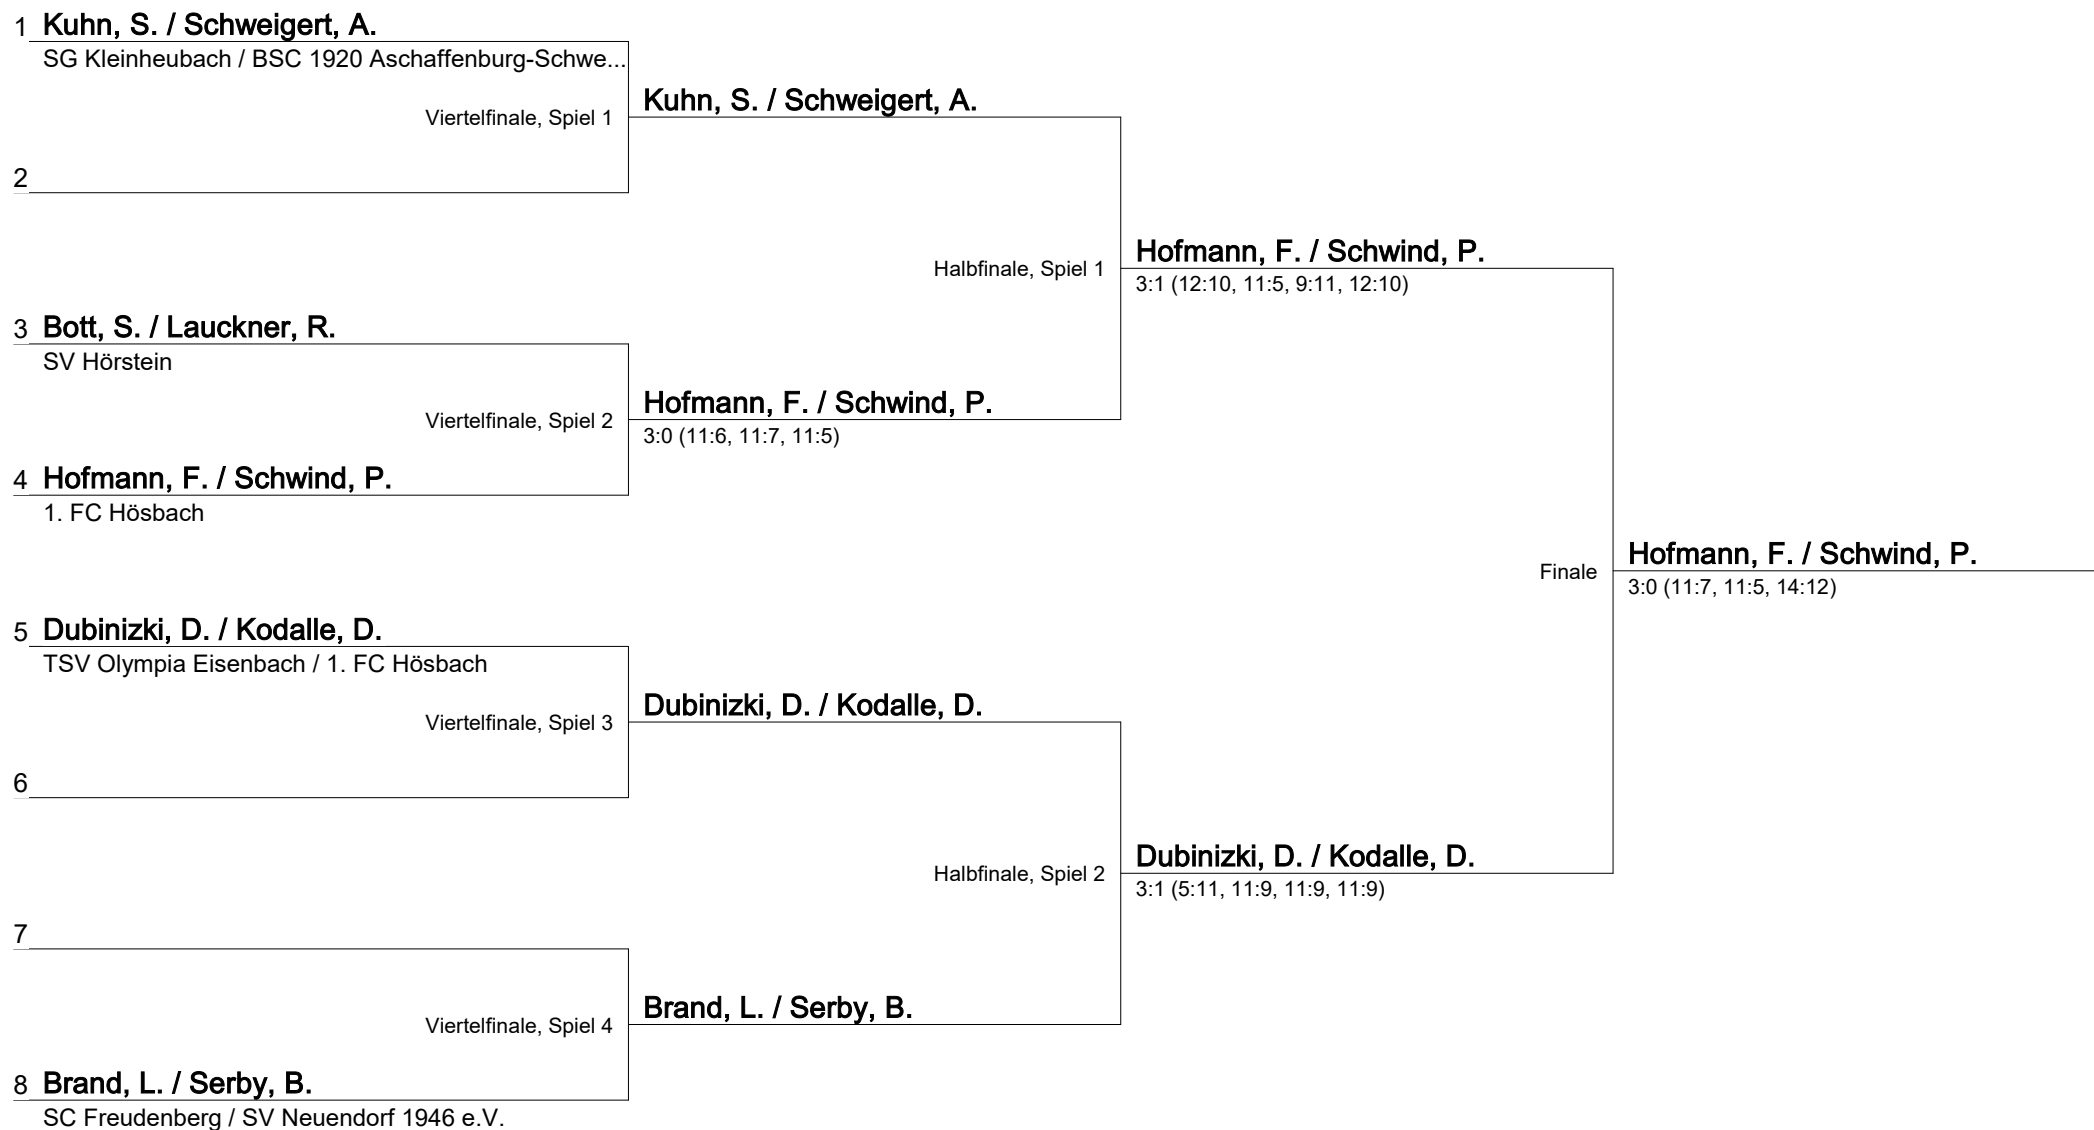 1 Kuhn, S. / Schweigert, A.
SG Kleinheubach / BSC 1920 Aschaffenburg-Schwe...
Kuhn, S. / Schweigert, A.
Viertelfinale, Spiel 1
2
Hofmann, F. / Schwind, P.
Halbfinale, Spiel 1
3:1 (12:10, 11:5, 9:11, 12:10)
3 Bott, S. / Lauckner, R.
SV Hörstein
Hofmann, F. / Schwind, P.
Viertelfinale, Spiel 2
3:0 (11:6, 11:7, 11:5)
4 Hofmann, F. / Schwind, P.
1. FC Hösbach
Hofmann, F. / Schwind, P.
Finale
3:0 (11:7, 11:5, 14:12)
5 Dubinizki, D. / Kodalle, D.
TSV Olympia Eisenbach / 1. FC Hösbach
Dubinizki, D. / Kodalle, D.
Viertelfinale, Spiel 3
6
Dubinizki, D. / Kodalle, D.
Halbfinale, Spiel 2
3:1 (5:11, 11:9, 11:9, 11:9)
7
Brand, L. / Serby, B.
Viertelfinale, Spiel 4
8 Brand, L. / Serby, B.
SC Freudenberg / SV Neuendorf 1946 e.V.